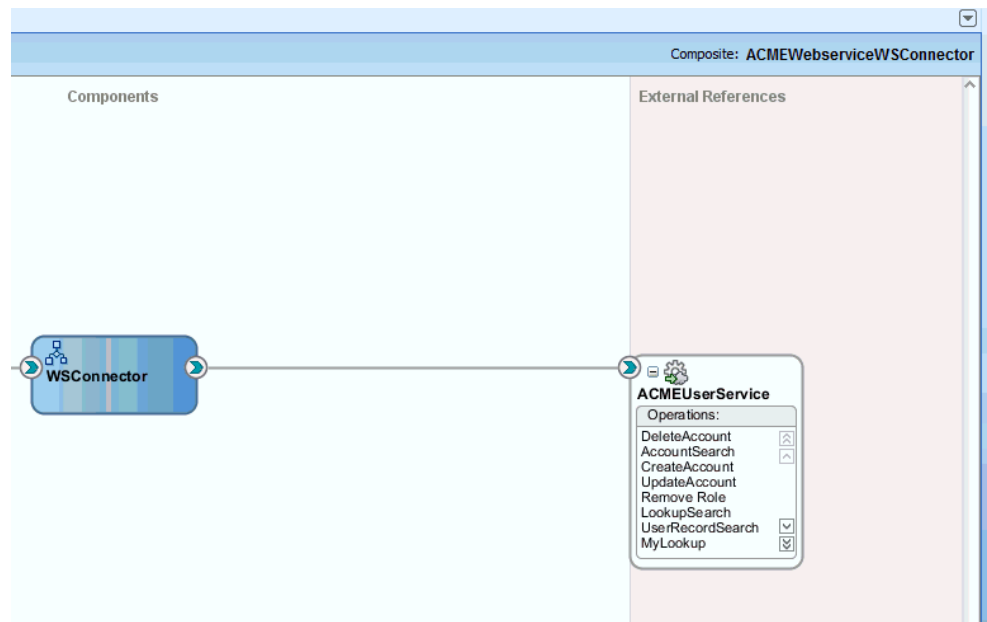 Composite: ACMEWebserviceWSConnector
Components
External References
WSConnector
ACMEUserService
Operations:
DeleteAccount
AccountSearch
CreateAccount
UpdateAccount
Remove Role
LookupSearch
UserRecordSearch
MyLookup